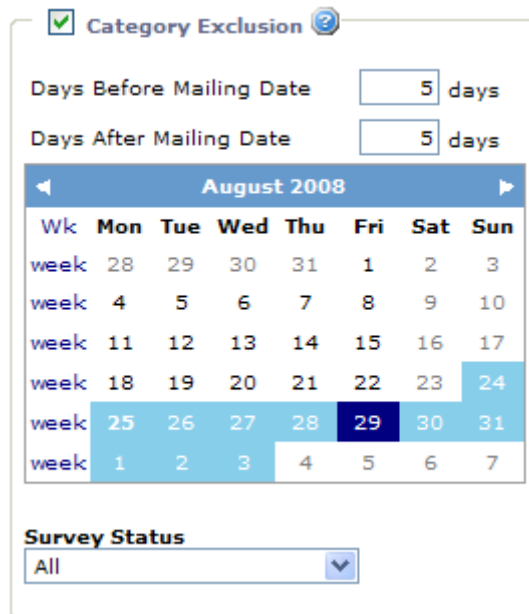 Category Exclusion ?
Days Before Mailing Date 5 days
Days After Mailing Date 5 days
August 2008
Wk Mon Tue Wed Thu Fri Sat Sun
week 28 29 30 31 1 2 3
week 4 5 6 7 8 9 10
week 11 12 13 14 15 16 17
week 18 19 20 21 22 23 24
week 25 26 27 28 29 30 31
week 1 2 3 4 5 6 7
Survey Status
All